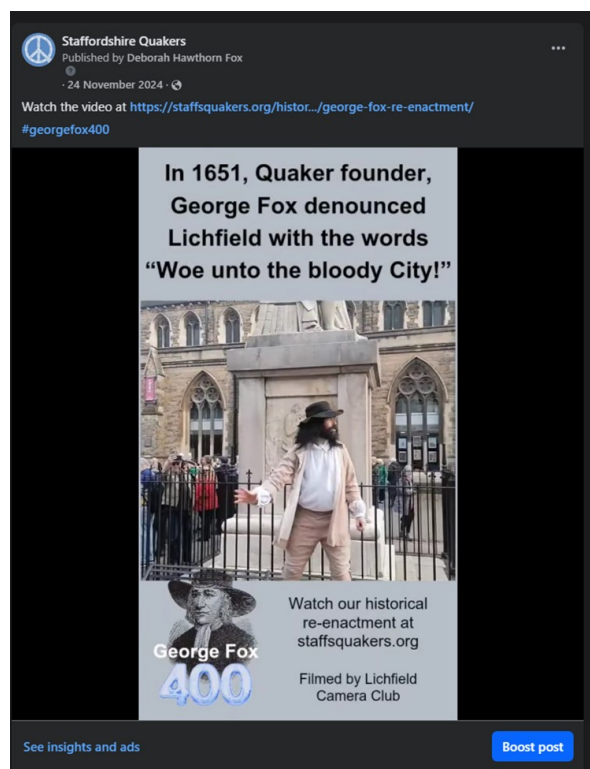 Staffordshire Quakers
Published by Deborah Hawthorn Fox
· 24 November 2024 ·
Watch the video at https://staffsquakers.org/histor.../george-fox-re-enactment/
#georgefox400
In 1651, Quaker founder,
George Fox denounced
Lichfield with the words
“Woe unto the bloody City!”
George Fox
400
Watch our historical
re-enactment at
staffsquakers.org
Filmed by Lichfield
Camera Club
See insights and ads
Boost post